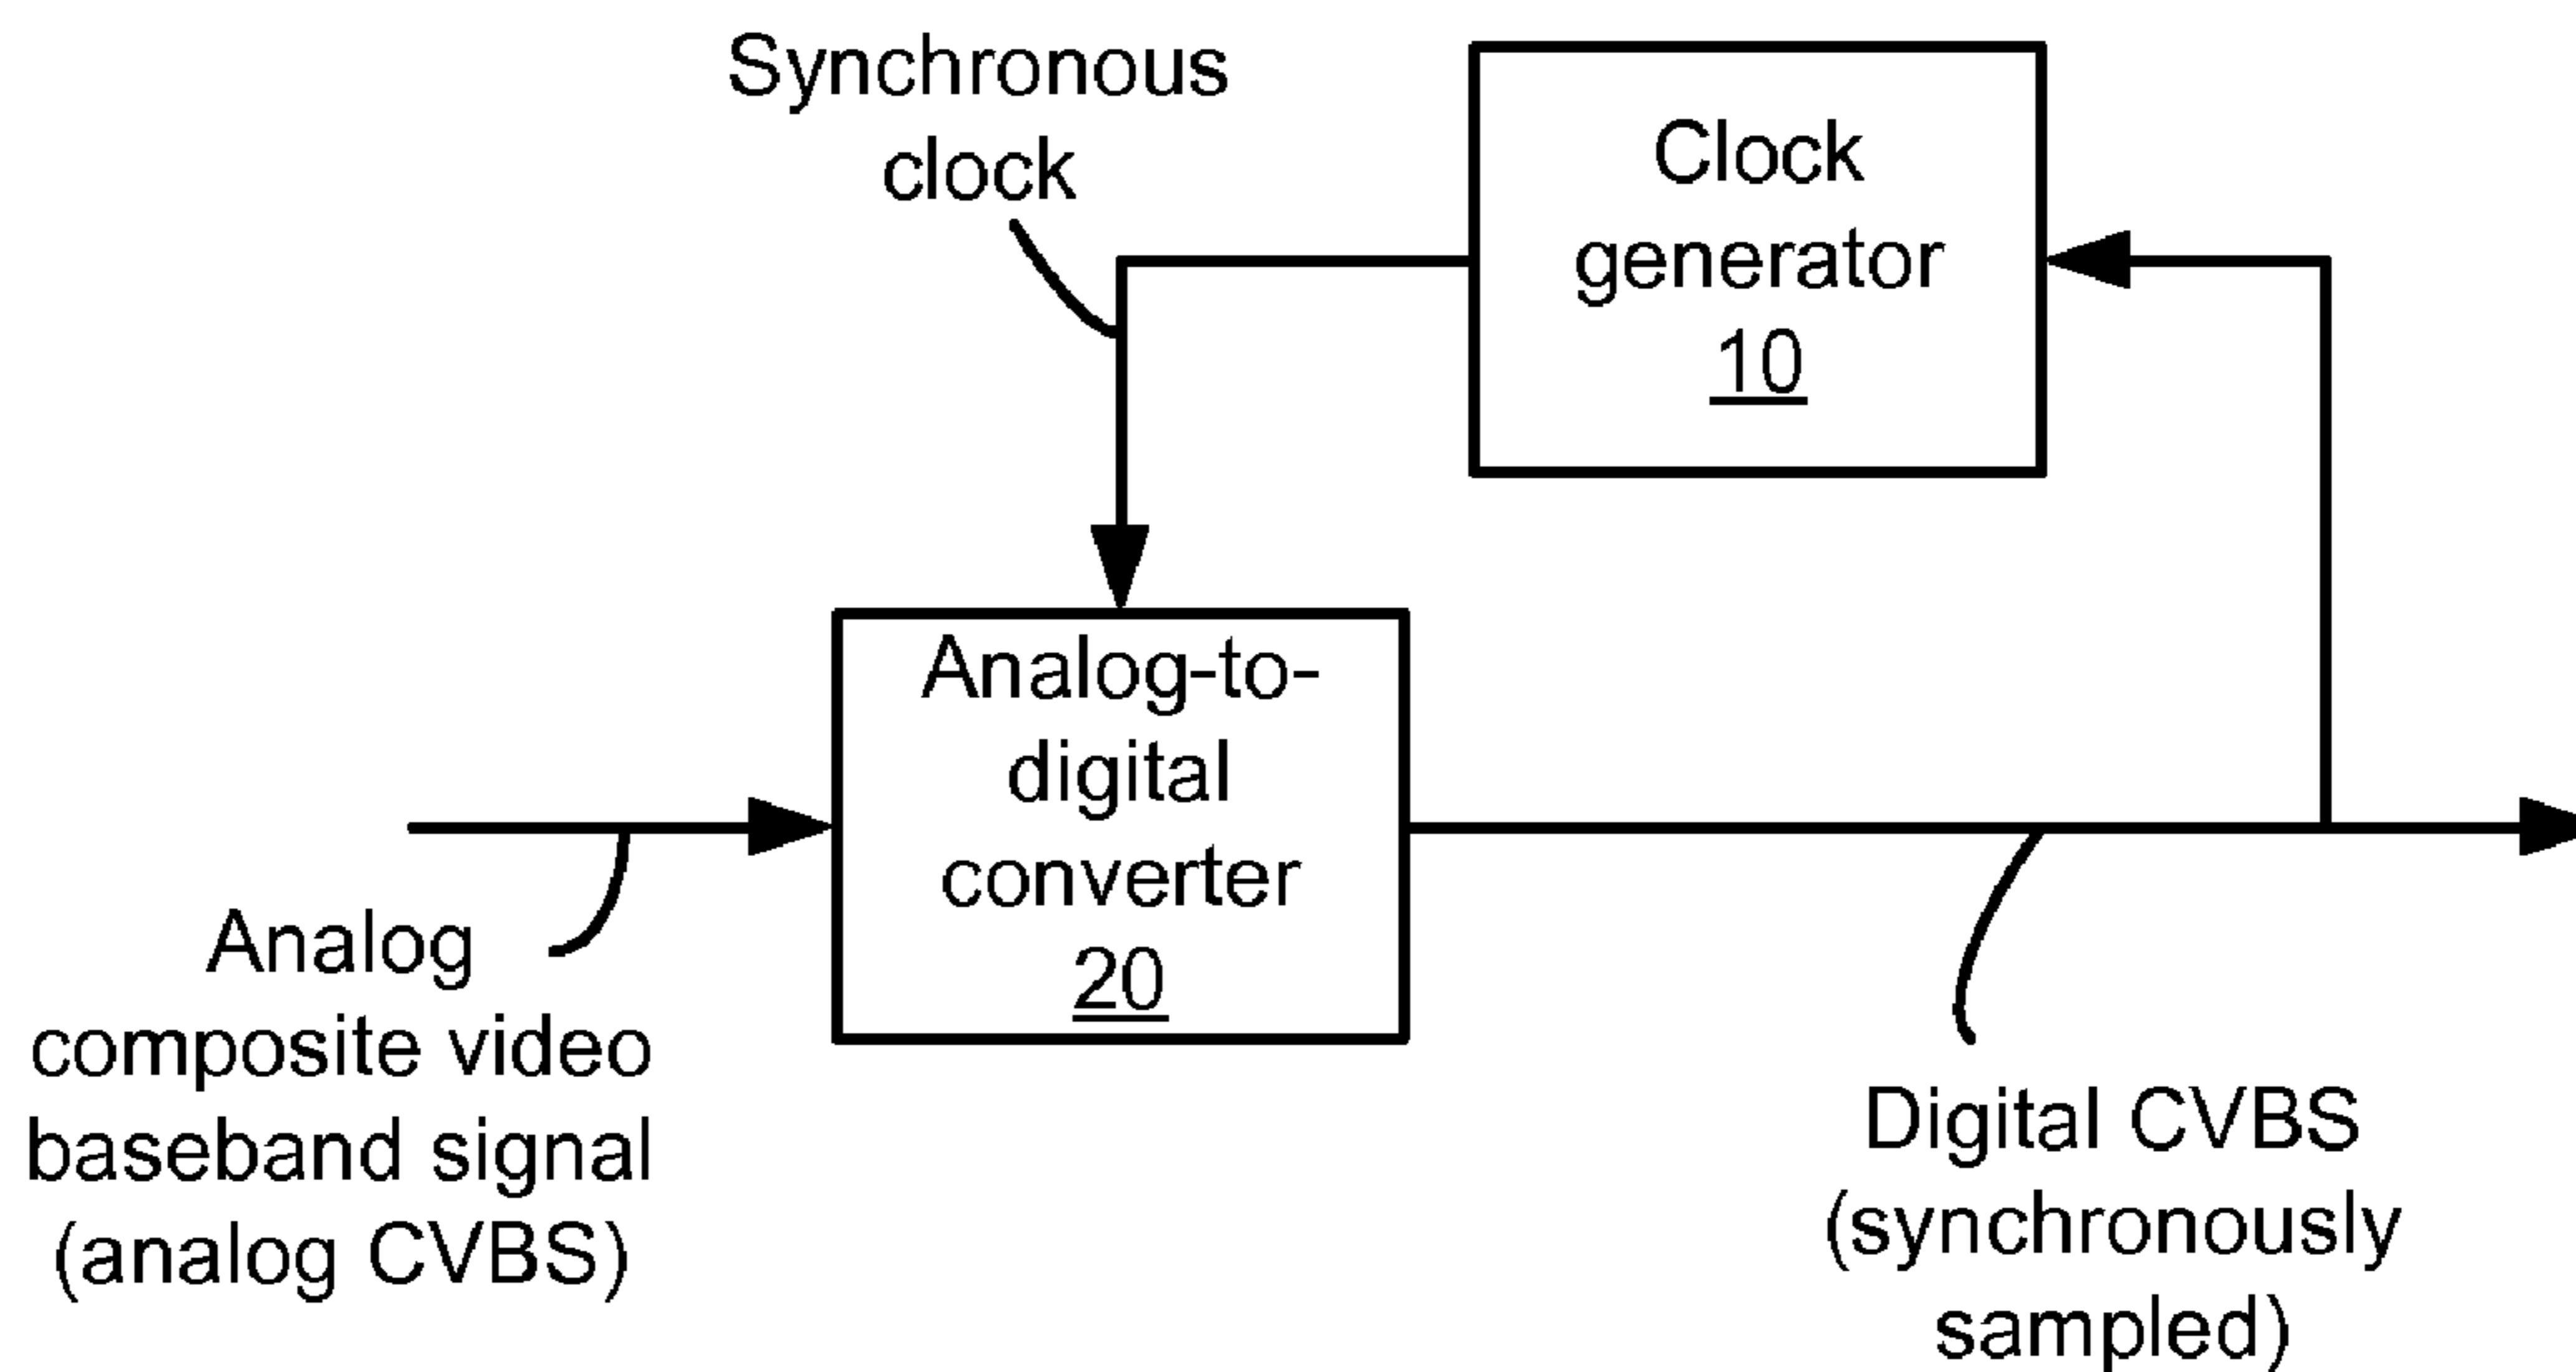 Synchronous
clock
Clock
generator
10
Analog-to-
digital
converter
20
Analog
composite video
baseband signal
(analog CVBS)
Digital CVBS
(synchronously
sampled)